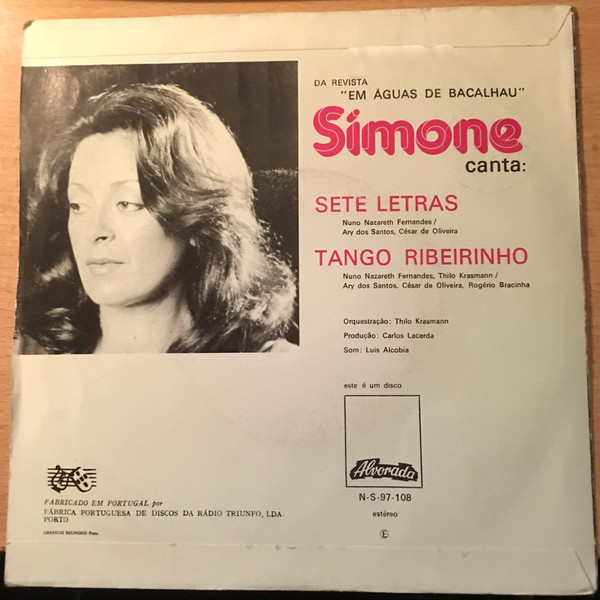 DA REVISTA
"EM ÁGUAS DE BACALHAU"
Simone
canta:
SETE LETRAS
Nuno Nazareth Fernandes /
Ary dos Santos, César de Oliveira
TANGO RIBEIRINHO
Nuno Nazareth Fernandes, Thilo Krasmann /
Ary dos Santos, César de Oliveira, Rogério Bracinha
Orquestração: Thilo Krasmann
Produção: Carlos Lacerda
Som: Luis Alcobia
este é um disco
Alvorada
N-S-97-108
estéreo
E
FABRICADO EM PORTUGAL por
FÁBRICA PORTUGUESA DE DISCOS DA RÁDIO TRIUNFO, LDA.
PORTO